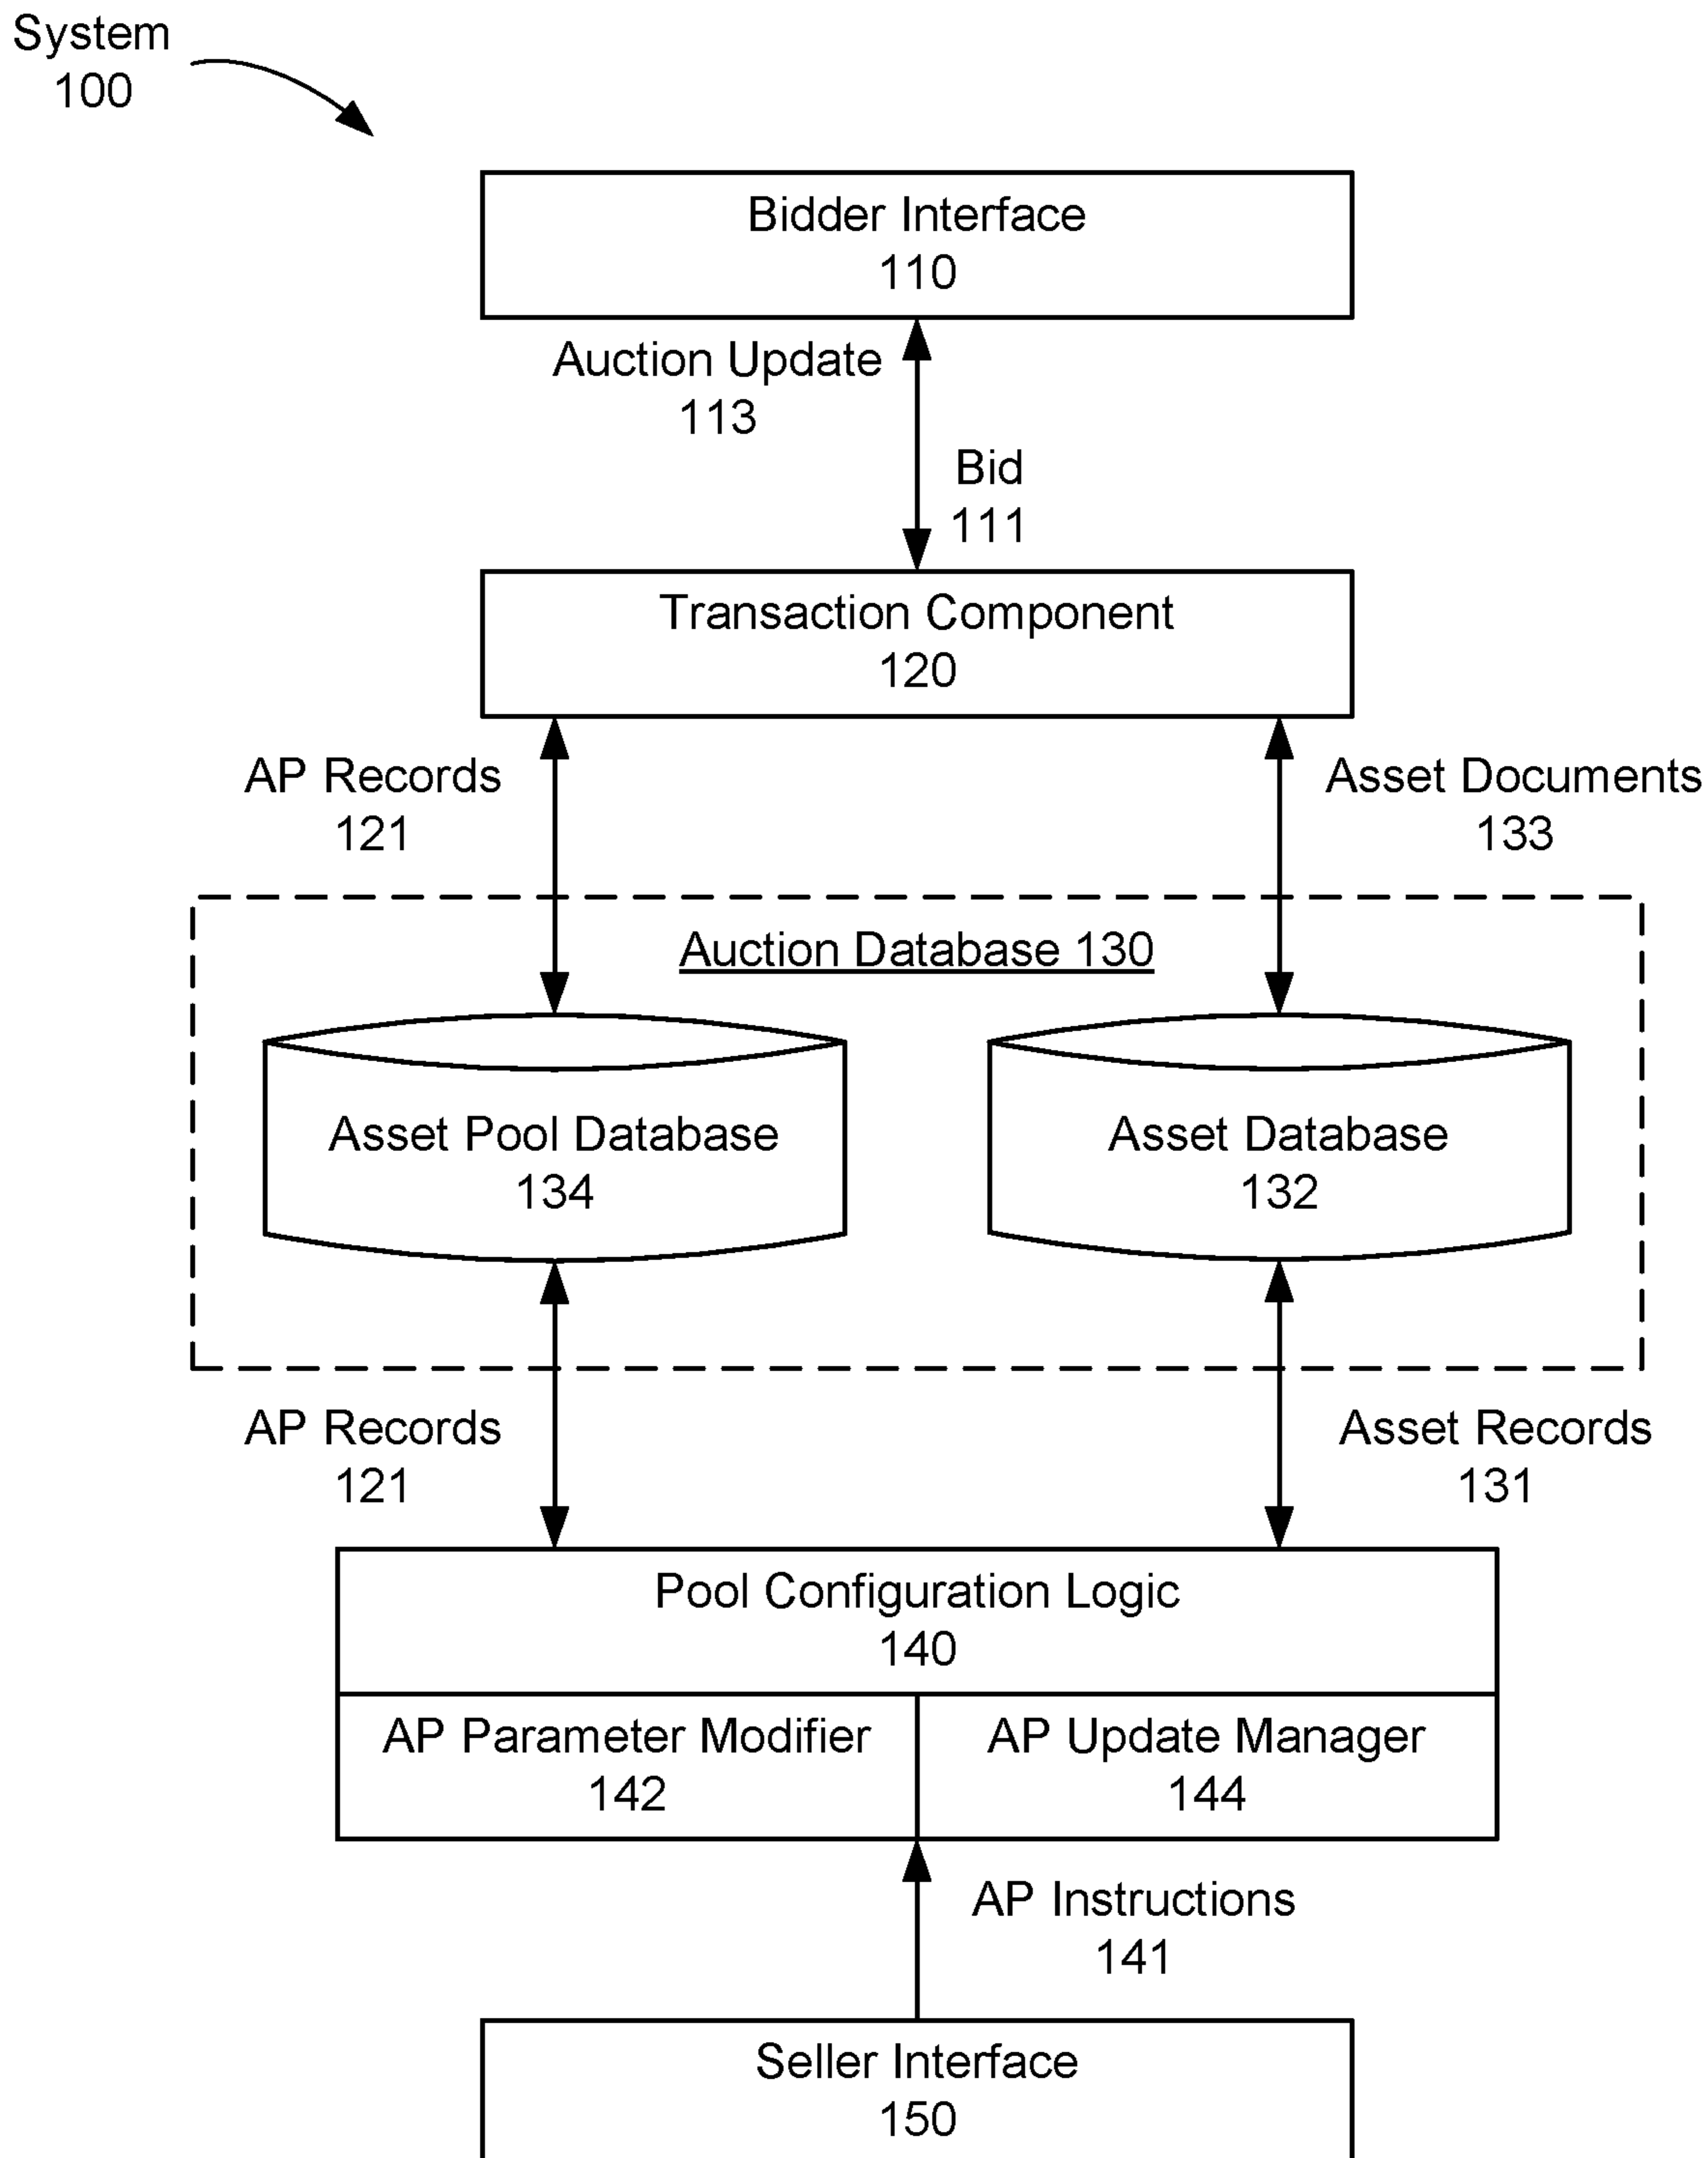 System
100
Bidder Interface
110
Auction Update
113
Bid
111
Transaction Component
120
AP Records
121
Asset Documents
133
Auction Database 130
Asset Pool Database
134
Asset Database
132
AP Records
121
Asset Records
131
Pool Configuration Logic
140
AP Parameter Modifier
142
AP Update Manager
144
AP Instructions
141
Seller Interface
150